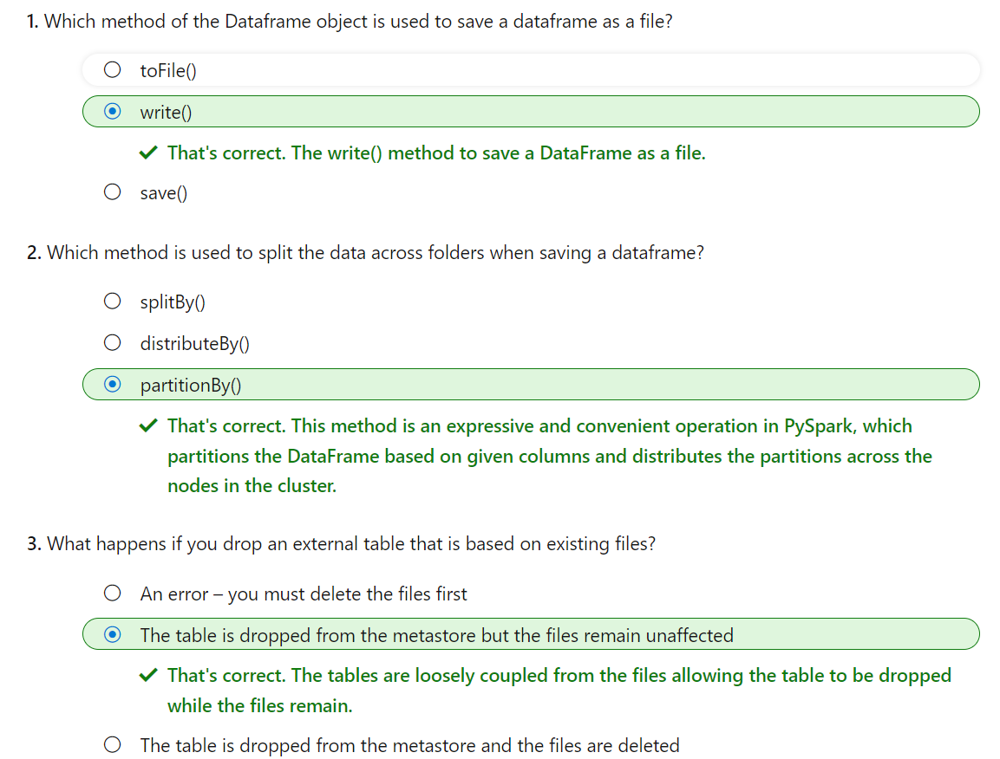 1. Which method of the Dataframe object is used to save a dataframe as a file?
toFile()
write()
That's correct. The write() method to save a DataFrame as a file.
save()
2. Which method is used to split the data across folders when saving a dataframe?
splitBy()
distributeBy()
partitionBy()
That's correct. This method is an expressive and convenient operation in PySpark, which
partitions the DataFrame based on given columns and distributes the partitions across the
nodes in the cluster.
3. What happens if you drop an external table that is based on existing files?
An error – you must delete the files first
The table is dropped from the metastore but the files remain unaffected
That's correct. The tables are loosely coupled from the files allowing the table to be dropped
while the files remain.
The table is dropped from the metastore and the files are deleted